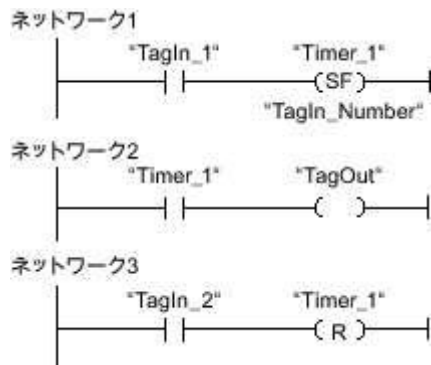 ネットワーク1
"TagIn_1" "Timer_1"
SF
"TagIn_Number"
ネットワーク2
"Timer_1" "TagOut"
ネットワーク3
"TagIn_2" "Timer_1"
R